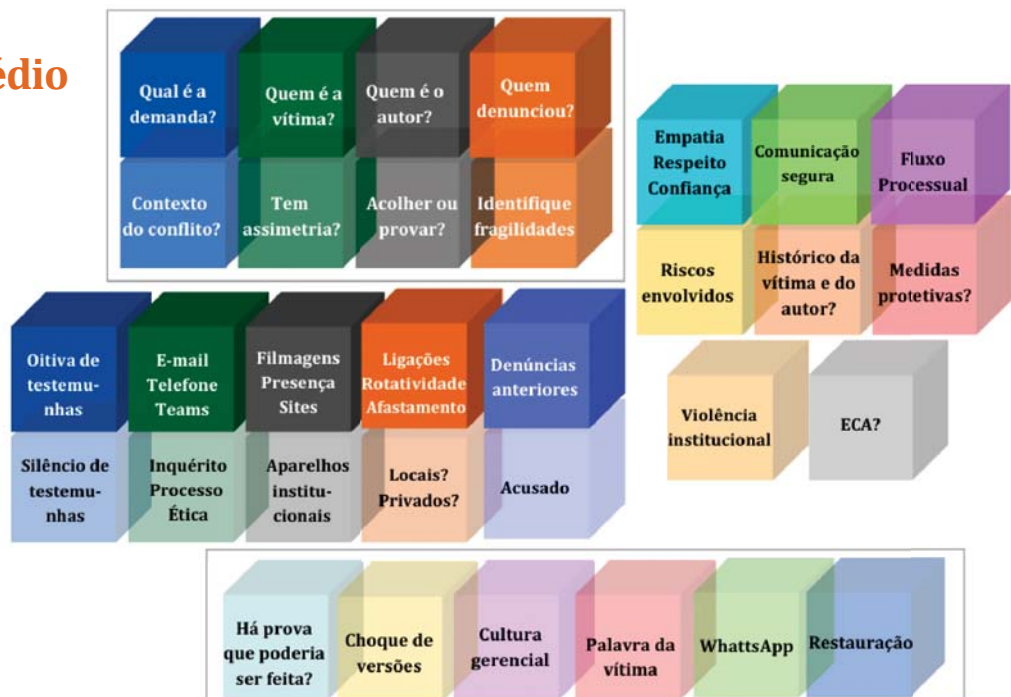 édio
Qual é a
demanda?
Quem é a
vítima?
Quem é o
autor?
Quem
denunciou?
Contexto
do conflito?
Tem
assimetria?
Acolher ou
provar?
Identifique
fragilidades
Empatia
Respeito
Confiança
Comunicação
segura
Fluxo
Processual
Riscos
envolvidos
Histórico da
vítima e do
autor?
Medidas
protetivas?
Violência
institucional
ECA?
Oitiva de
testemu-
nhas
E-mail
Telefone
Teams
Filmagens
Presença
Sites
Ligações
Rotatividade
Afastamento
Denúncias
anteriores
Silêncio de
testemu-
nhas
Inquérito
Processo
Ética
Aparelhos
institu-
cionais
Locais?
Privados?
Acusado
Há prova
que poderia
ser feita?
Choque de
versões
Cultura
gerencial
Palavra da
vítima
WhattsApp
Restauração